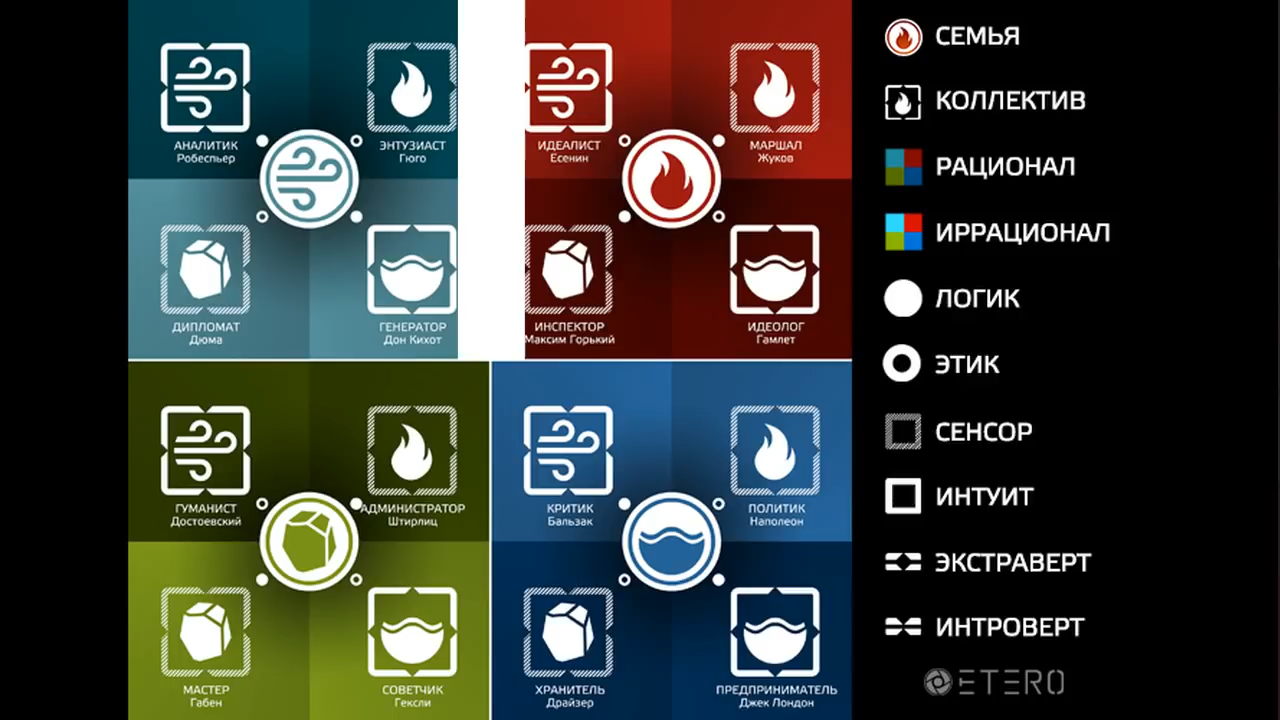 АНАЛИТИК
Робеспьер
ЭНТУЗИАСТ
Гюго
ДИПЛОМАТ
Дюма
ГЕНЕРАТОР
Дон Кихот
ИДЕАЛИСТ
Есенин
МАРШАЛ
Жуков
ИНСПЕКТОР
Максим Горький
ИДЕОЛОГ
Гамлет
ГУМАНИСТ
Достоевский
АДМИНИСТРАТОР
Штирлиц
МАСТЕР
Габен
СОВЕТЧИК
Гексли
КРИТИК
Бальзак
ПОЛИТИК
Наполеон
ХРАНИТЕЛЬ
Драйзер
ПРЕДПРИНИМАТЕЛЬ
Джек Лондон
СЕМЬЯ
КОЛЛЕКТИВ
РАЦИОНАЛ
ИРРАЦИОНАЛ
ЛОГИК
ЭТИК
СЕНСОР
ИНТУИТ
ЭКСТРАВЕРТ
ИНТРОВЕРТ
ETERO